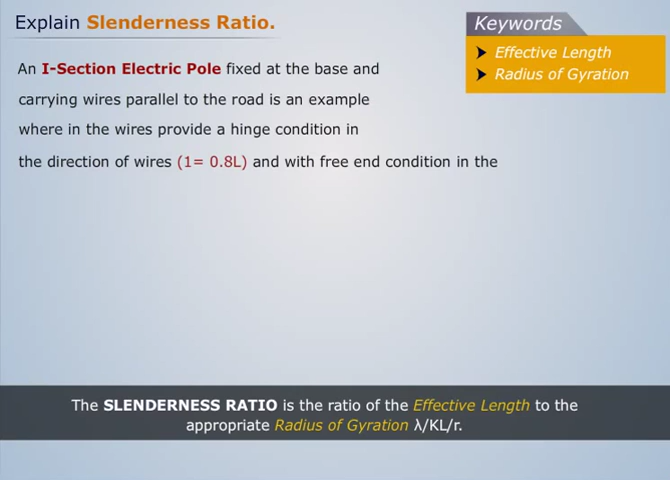 Explain Slenderness Ratio.
Keywords
Effective Length
Radius of Gyration
An I-Section Electric Pole fixed at the base and
carrying wires parallel to the road is an example
where in the wires provide a hinge condition in
the direction of wires (1= 0.8L) and with free end condition in the
The SLENDERNESS RATIO is the ratio of the Effective Length to the
appropriate Radius of Gyration λ/KL/r.